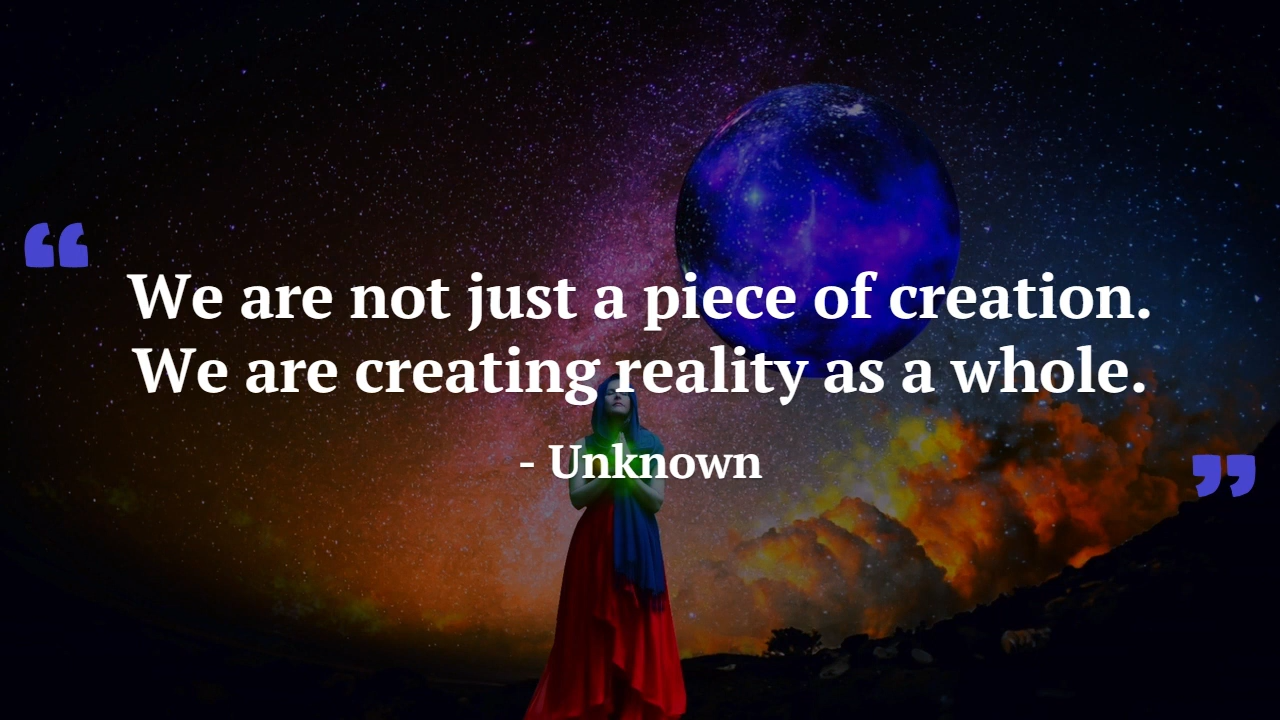 “
We are not just a piece of creation.
We are creating reality as a whole.
- Unknown
”